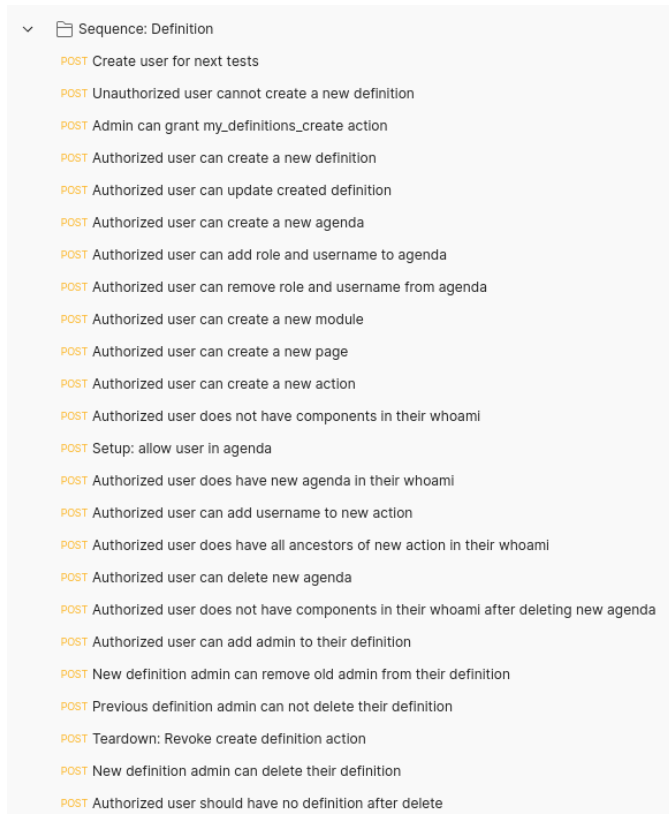 Sequence: Definition
POST Create user for next tests
POST Unauthorized user cannot create a new definition
POST Admin can grant my_definitions_create action
POST Authorized user can create a new definition
POST Authorized user can update created definition
POST Authorized user can create a new agenda
POST Authorized user can add role and username to agenda
POST Authorized user can remove role and username from agenda
POST Authorized user can create a new module
POST Authorized user can create a new page
POST Authorized user can create a new action
POST Authorized user does not have components in their whoami
POST Setup: allow user in agenda
POST Authorized user does have new agenda in their whoami
POST Authorized user can add username to new action
POST Authorized user does have all ancestors of new action in their whoami
POST Authorized user can delete new agenda
POST Authorized user does not have components in their whoami after deleting new agenda
POST Authorized user can add admin to their definition
POST New definition admin can remove old admin from their definition
POST Previous definition admin can not delete their definition
POST Teardown: Revoke create definition action
POST New definition admin can delete their definition
POST Authorized user should have no definition after delete